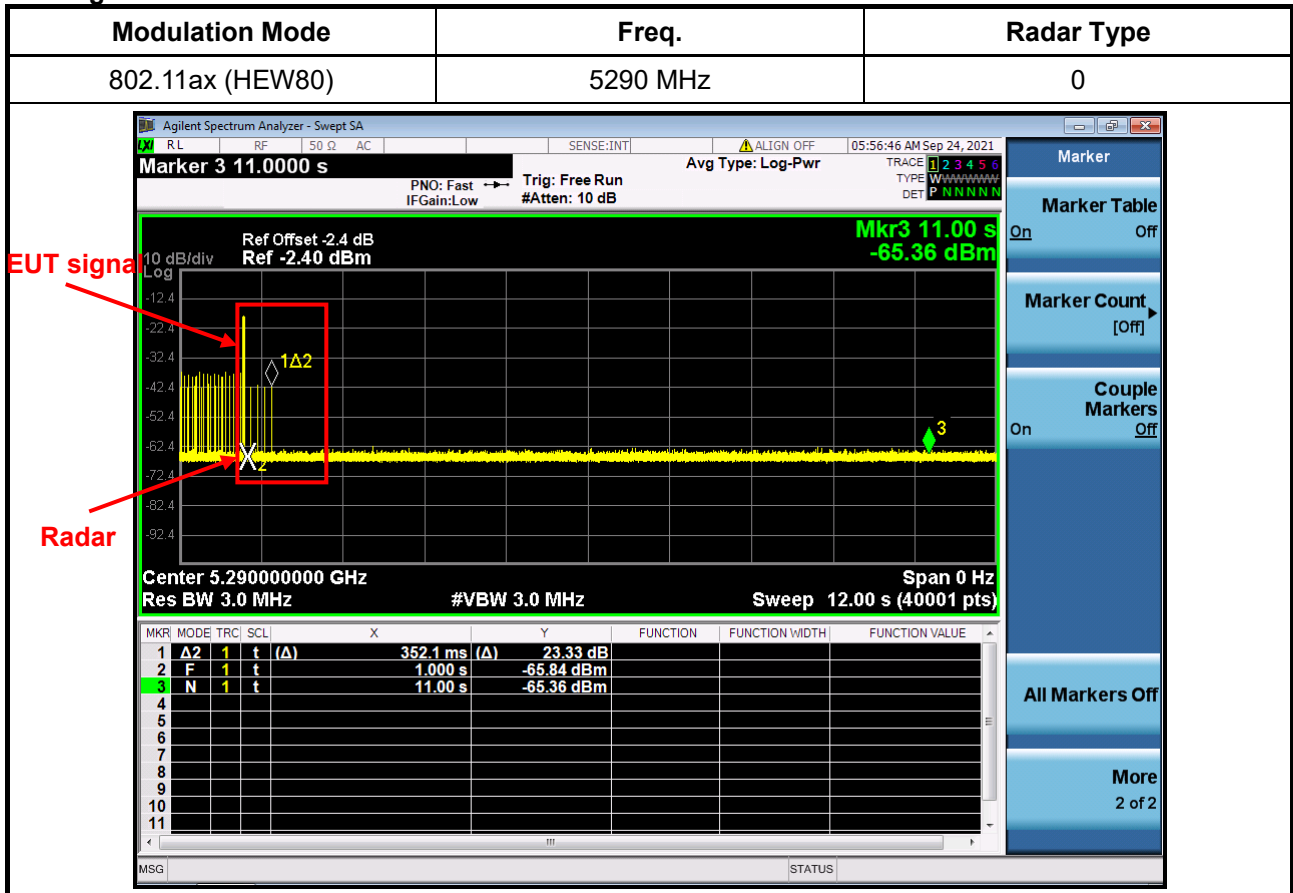 Modulation Mode Freq. Radar Type
802.11ax (HEW80) 5290 MHz 0
Agilent Spectrum Analyzer - Swept SA
LXI RL RF 50 Ω AC SENSE:INT ALIGN OFF 05:56:46 AM Sep 24, 2021
Marker 3 11.0000 s
PNO: Fast
IFGain:Low
Trig: Free Run
#Atten: 10 dB
Avg Type: Log-Pwr
TRACE 1 2 3 4 5 6
TYPE WWWWWW
DET P N N N N N
Ref Offset -2.4 dB
10 dB/div Ref -2.40 dBm
Log
Mkr3 11.00 s
-65.36 dBm
-12.4
-22.4
-32.4
-42.4
-52.4
-62.4
-72.4
-82.4
-92.4
EUT signal
Radar
1Δ2
2
3
Center 5.290000000 GHz Span 0 Hz
Res BW 3.0 MHz #VBW 3.0 MHz Sweep 12.00 s (40001 pts)
MKR MODE TRC SCL X Y FUNCTION FUNCTION WIDTH FUNCTION VALUE
1 Δ2 1 t (Δ) 352.1 ms (Δ) 23.33 dB
2 F 1 t 1.000 s -65.84 dBm
3 N 1 t 11.00 s -65.36 dBm
4
5
6
7
8
9
10
11
MSG STATUS
Marker
Marker Table
On Off
Marker Count
[Off]
Couple
Markers
On Off
All Markers Off
More
2 of 2